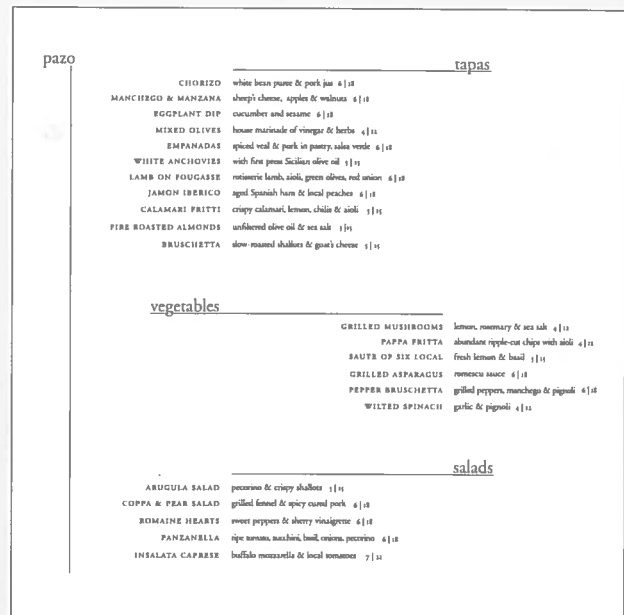 pazo
tapas
CHORIZO white bean puree & pork jus 6 | 18
MANCHEGO & MANZANA sheep's cheese, apples & walnuts 6 | 18
EGGPLANT DIP cucumber and sesame 6 | 18
MIXED OLIVES house marinade of vinegar & herbs 4 | 12
EMPANADAS spiced veal & pork in pastry, salsa verde 6 | 18
WHITE ANCHOVIES with first press Sicilian olive oil 5 | 15
LAMB ON FOUGASSE rotisserie lamb, aioli, green olives, red onion 6 | 18
JAMON IBERICO aged Spanish ham & local peaches 6 | 18
CALAMARI FRITTI crispy calamari, lemon, chilis & aioli 5 | 15
FIRE ROASTED ALMONDS unfiltered olive oil & sea salt 5 | 15
BRUSCHETTA slow-roasted shallots & goat's cheese 5 | 15
vegetables
GRILLED MUSHROOMS lemon, rosemary & sea salt 4 | 12
PAPPA FRITTA abundant ripple-cut chips with aioli 4 | 12
SAUTE OF SIX LOCAL fresh lemon & basil 5 | 15
GRILLED ASPARAGUS romescu sauce 6 | 18
PEPPER BRUSCHETTA grilled peppers, manchego & pignoli 6 | 18
WILTED SPINACH garlic & pignoli 4 | 12
salads
ARUGULA SALAD pecorino & crispy shallots 5 | 15
COPPA & PEAR SALAD grilled fennel & spicy cured pork 6 | 18
ROMAINE HEARTS sweet peppers & sherry vinaigrette 6 | 18
PANZANELLA ripe tomato, zucchini, basil, onions, pecorino 6 | 18
INSALATA CAPRESE buffalo mozzarella & local tomatoes 7 | 21